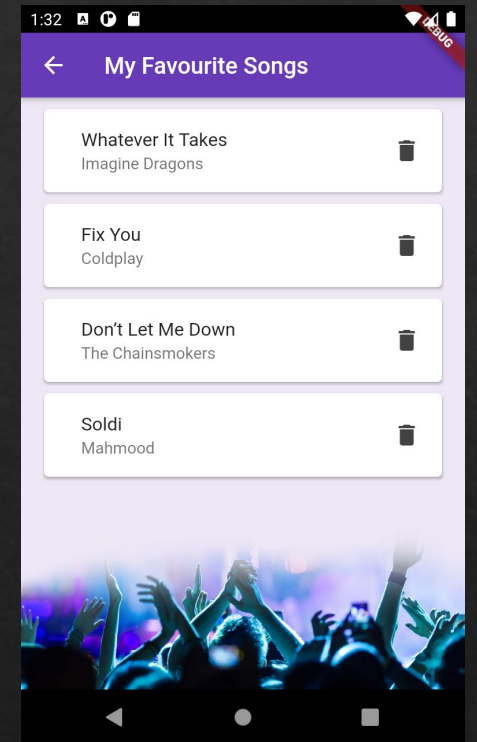 1:32 A
DEBUG
My Favourite Songs
Whatever It Takes
Imagine Dragons
Fix You
Coldplay
Don’t Let Me Down
The Chainsmokers
Soldi
Mahmood